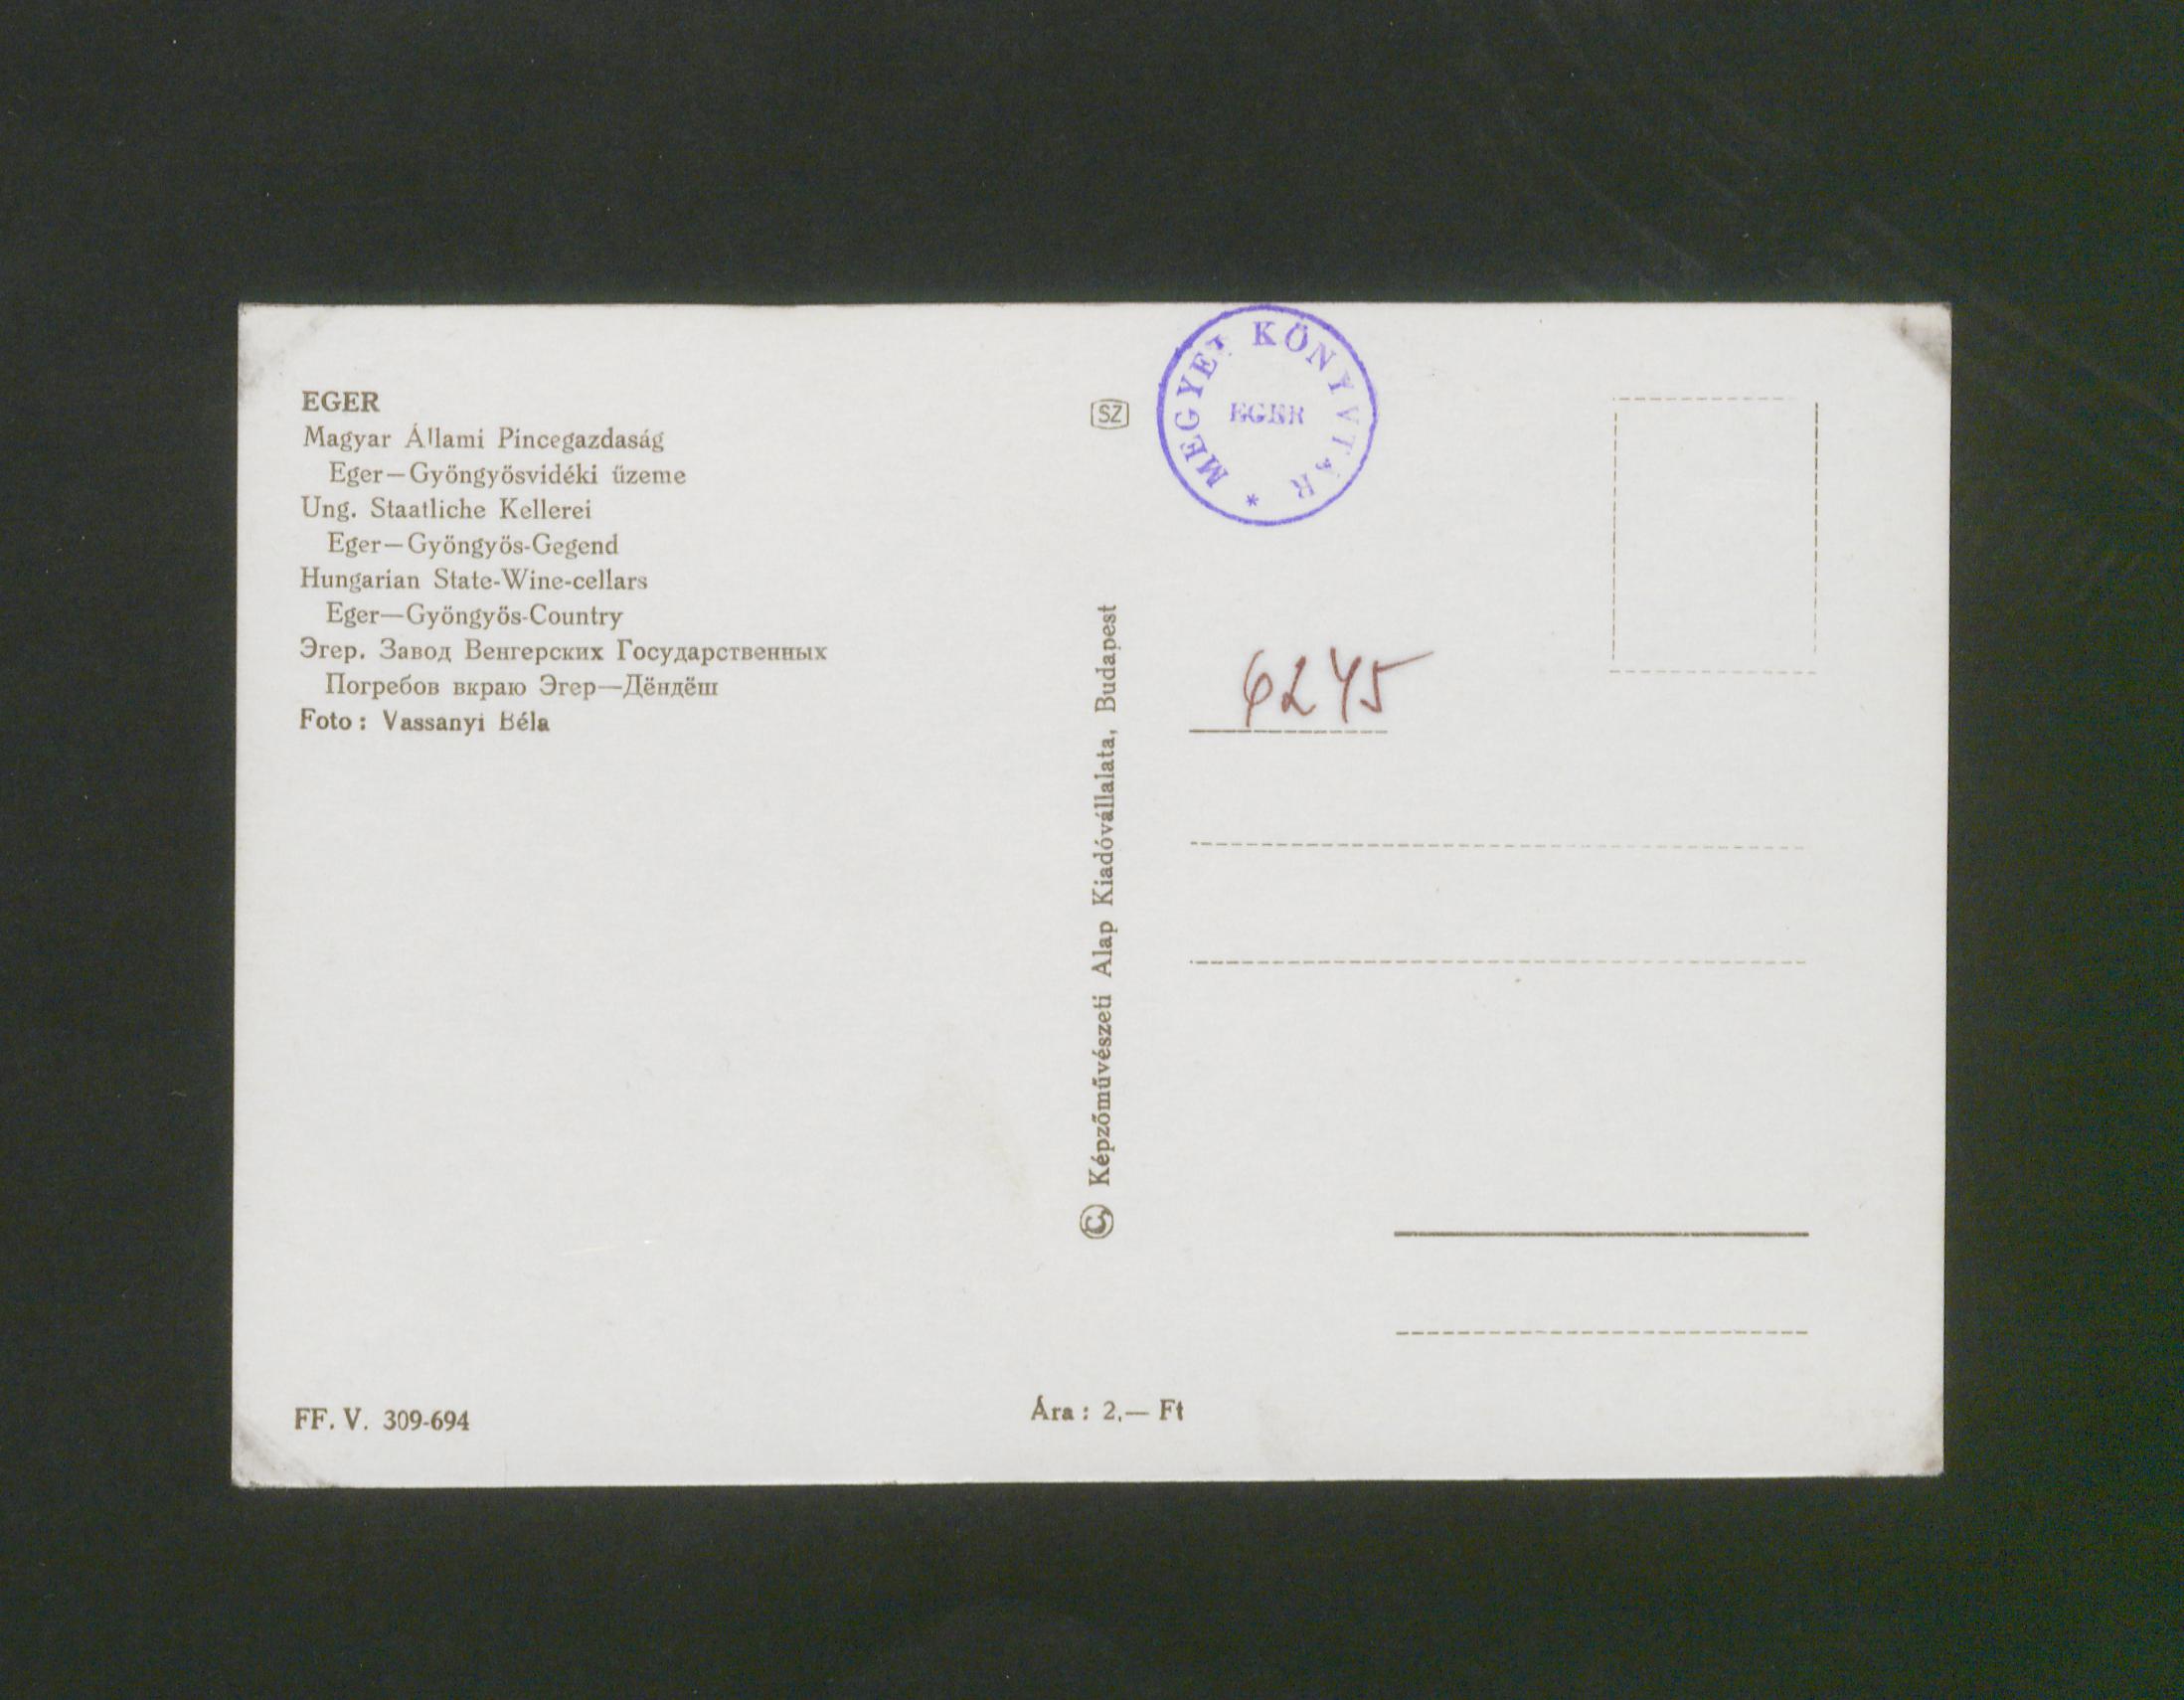 EGER
Magyar Állami Pincegazdaság
Eger—Gyöngyösvidéki üzeme
Ung. Staatliche Kellerei
Eger—Gyöngyös-Gegend
Hungarian State-Wine-cellars
Eger—Gyöngyös-Country
Эгер. Завод Венгерских Государственных
Погребов вкраю Эгер—Дёндёш
Foto: Vassanyi Béla
FF. V. 309-694
SZ
© Képzőművészeti Alap Kiadóvállalata, Budapest
Ára: 2,— Ft
MEGYEI KÖNYVTÁR *
EGER
6245